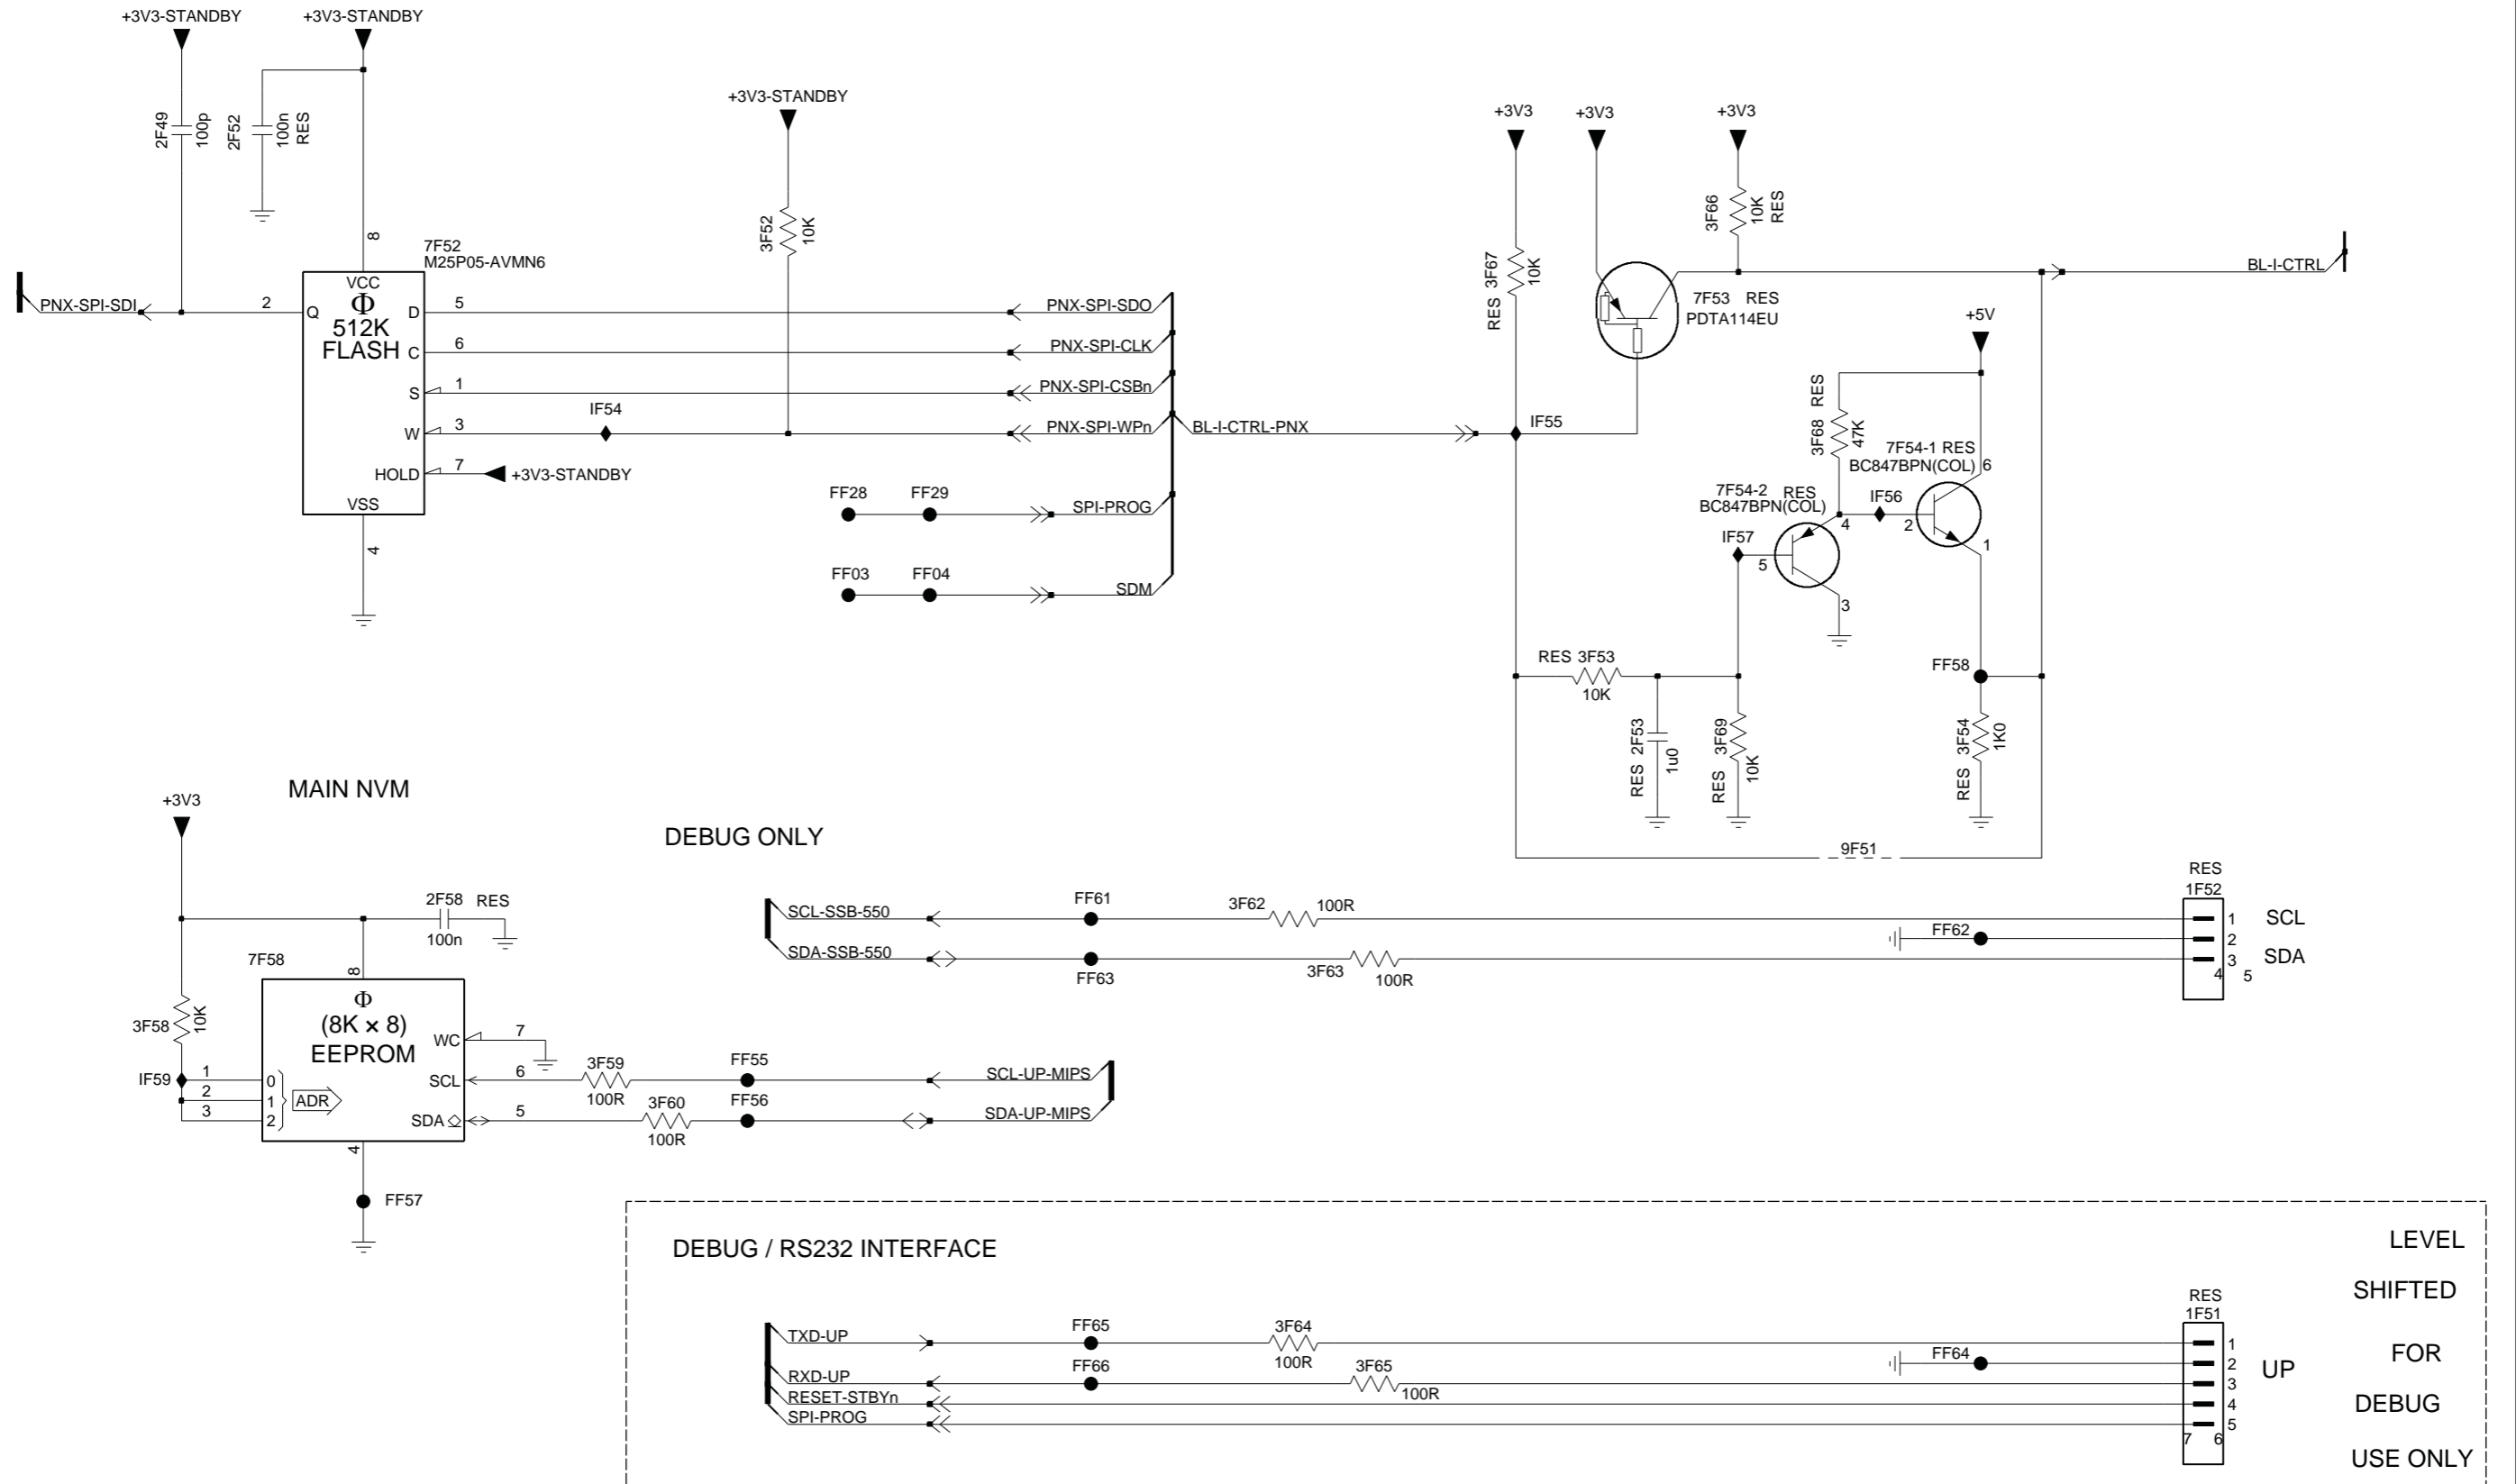 +3V3-STANDBY
+3V3-STANDBY
2F49
100p
2F52
100n
RES
+3V3-STANDBY
3F52
10K
8
7F52
M25P05-AVMN6
PNX-SPI-SDI
2
Q
VCC
Φ
512K
FLASH
D
C
S
W
HOLD
VSS
5
6
1
3
7
4
IF54
+3V3-STANDBY
PNX-SPI-SDO
PNX-SPI-CLK
PNX-SPI-CSBn
PNX-SPI-WPn
BL-I-CTRL-PNX
FF28
FF29
SPI-PROG
FF03
FF04
SDM
+3V3
+3V3
+3V3
RES 3F67
10K
3F66
10K
RES
7F53 RES
PDTA114EU
BL-I-CTRL
IF55
+5V
3F68 RES
47K
7F54-1 RES
BC847BPN(COL)
6
7F54-2 RES
BC847BPN(COL)
IF56
4
2
1
IF57
5
3
RES 3F53
10K
FF58
RES 2F53
1u0
RES 3F69
10K
RES 3F54
1K0
9F51
MAIN NVM
+3V3
2F58 RES
100n
7F58
8
3F58
10K
Φ
(8K × 8)
EEPROM
WC
SCL
SDA
7
6
5
IF59
1
2
3
0
1
2
ADR
4
FF57
3F59
100R
FF55
SCL-UP-MIPS
3F60
100R
FF56
SDA-UP-MIPS
DEBUG ONLY
SCL-SSB-550
FF61
3F62
100R
SDA-SSB-550
FF63
3F63
100R
FF62
RES
1F52
1
2
3
4
5
SCL
SDA
DEBUG / RS232 INTERFACE
TXD-UP
FF65
3F64
100R
RXD-UP
FF66
3F65
100R
RESET-STBYn
SPI-PROG
FF64
RES
1F51
1
2
3
4
5
7
6
UP
LEVEL
SHIFTED
FOR
DEBUG
USE ONLY